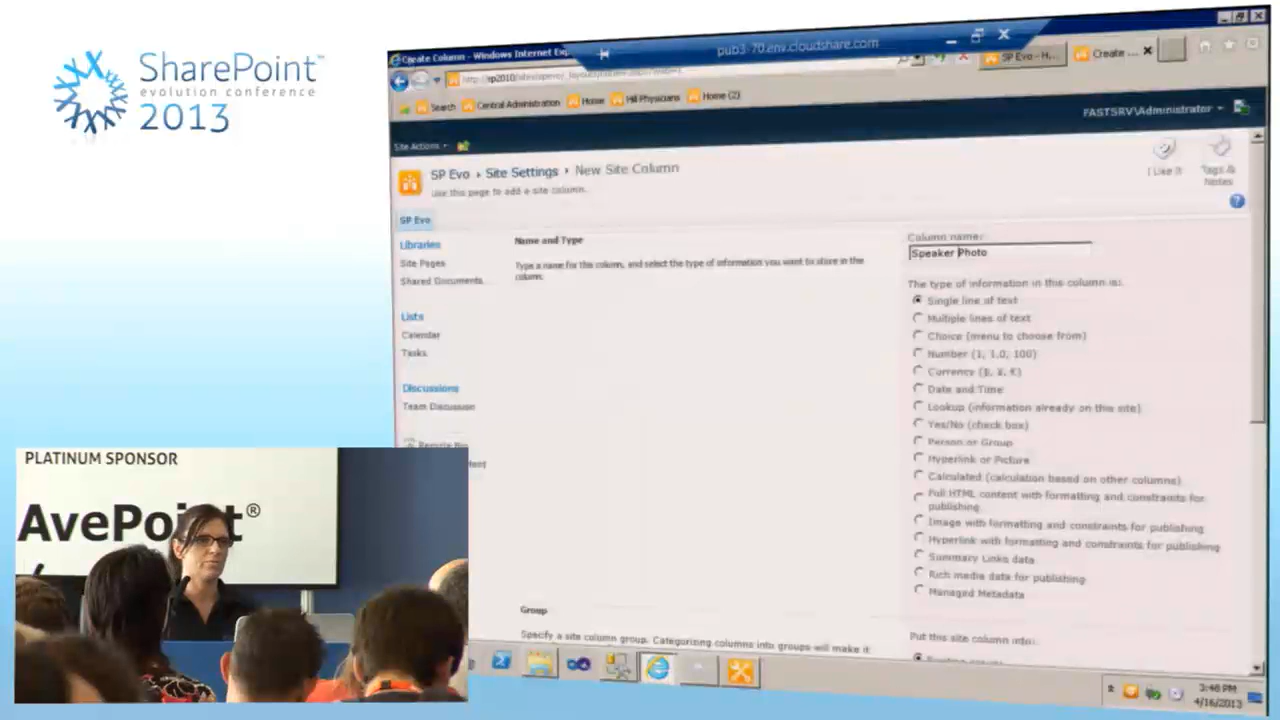 SharePoint™
evolution conference
2013
Create Column - Windows Internet Exp
pub3-70.env.cloudshare.com
SP Evo - H...
Create ...
Search
Central Administration
Home
Hill Physicians
Home (2)
FASTSRV\Administrator
Site Actions
SP Evo › Site Settings › New Site Column
Use this page to add a site column.
I Like It
Tags &
Notes
SP Evo
Libraries
Site Pages
Shared Documents
Lists
Calendar
Tasks
Discussions
Team Discussion
Recycle Bin
Name and Type
Type a name for this column, and select the type of information you want to store in the
column.
Column name:
Speaker Photo
The type of information in this column is:
Single line of text
Multiple lines of text
Choice (menu to choose from)
Number (1, 1.0, 100)
Currency ($, ¥, €)
Date and Time
Lookup (information already on this site)
Yes/No (check box)
Person or Group
Hyperlink or Picture
Calculated (calculation based on other columns)
Full HTML content with formatting and constraints for
publishing
Image with formatting and constraints for publishing
Hyperlink with formatting and constraints for publishing
Summary Links data
Rich media data for publishing
Managed Metadata
Group
Specify a site column group. Categorizing columns into groups will make it
Put this site column into:
3:48 PM
4/16/2013
PLATINUM SPONSOR
AvePoint®